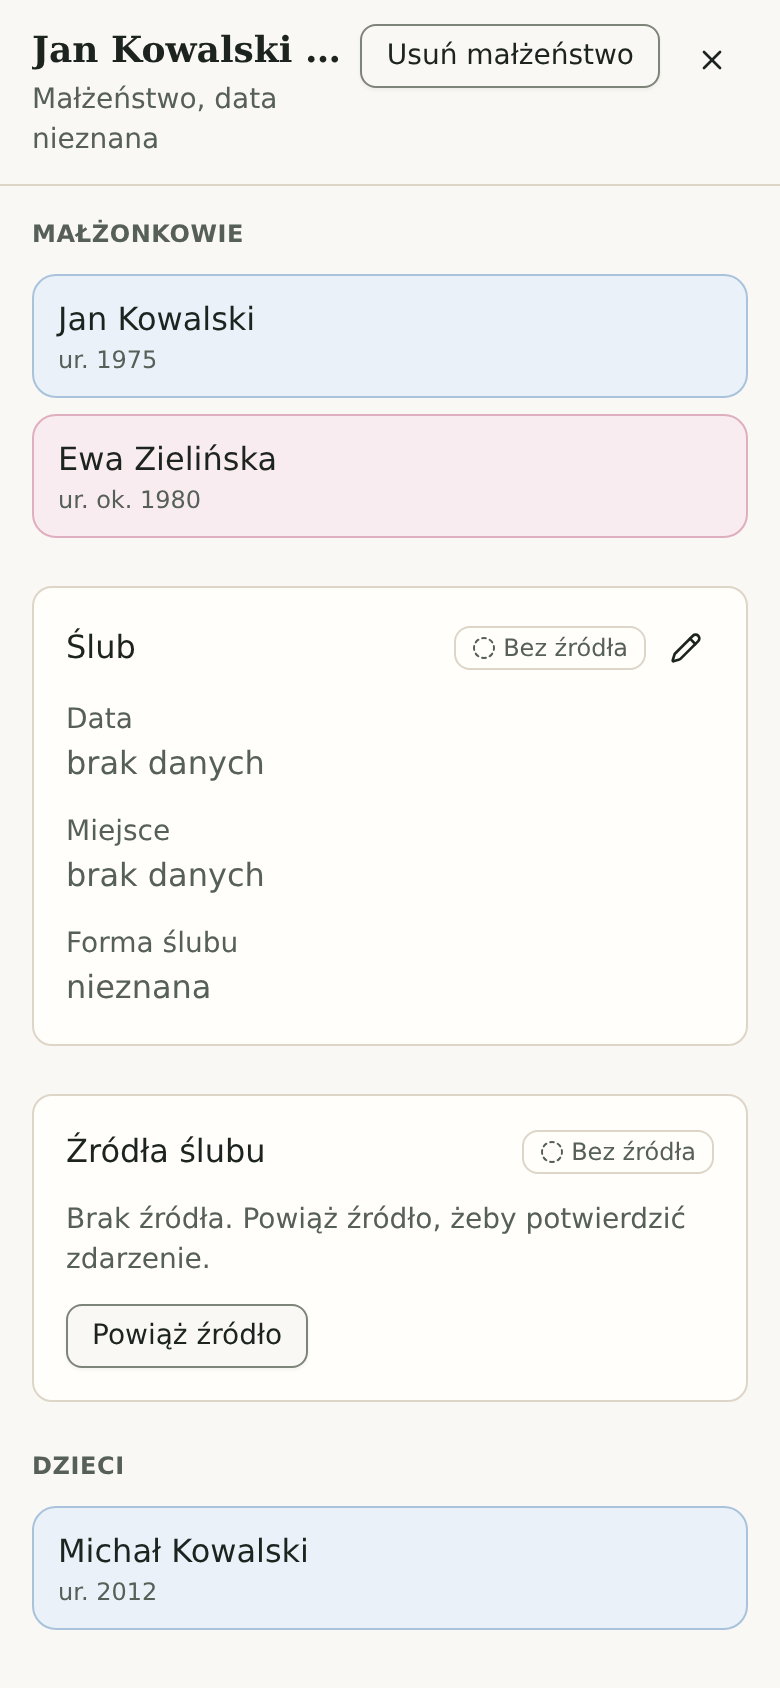 Jan Kowalski ...
Usuń małżeństwo
Małżeństwo, data
nieznana
MAŁŻONKOWIE
Jan Kowalski
ur. 1975
Ewa Zielińska
ur. ok. 1980
Ślub
Bez źródła
Data
brak danych
Miejsce
brak danych
Forma ślubu
nieznana
Źródła ślubu
Bez źródła
Brak źródła. Powiąż źródło, żeby potwierdzić
zdarzenie.
Powiąż źródło
DZIECI
Michał Kowalski
ur. 2012